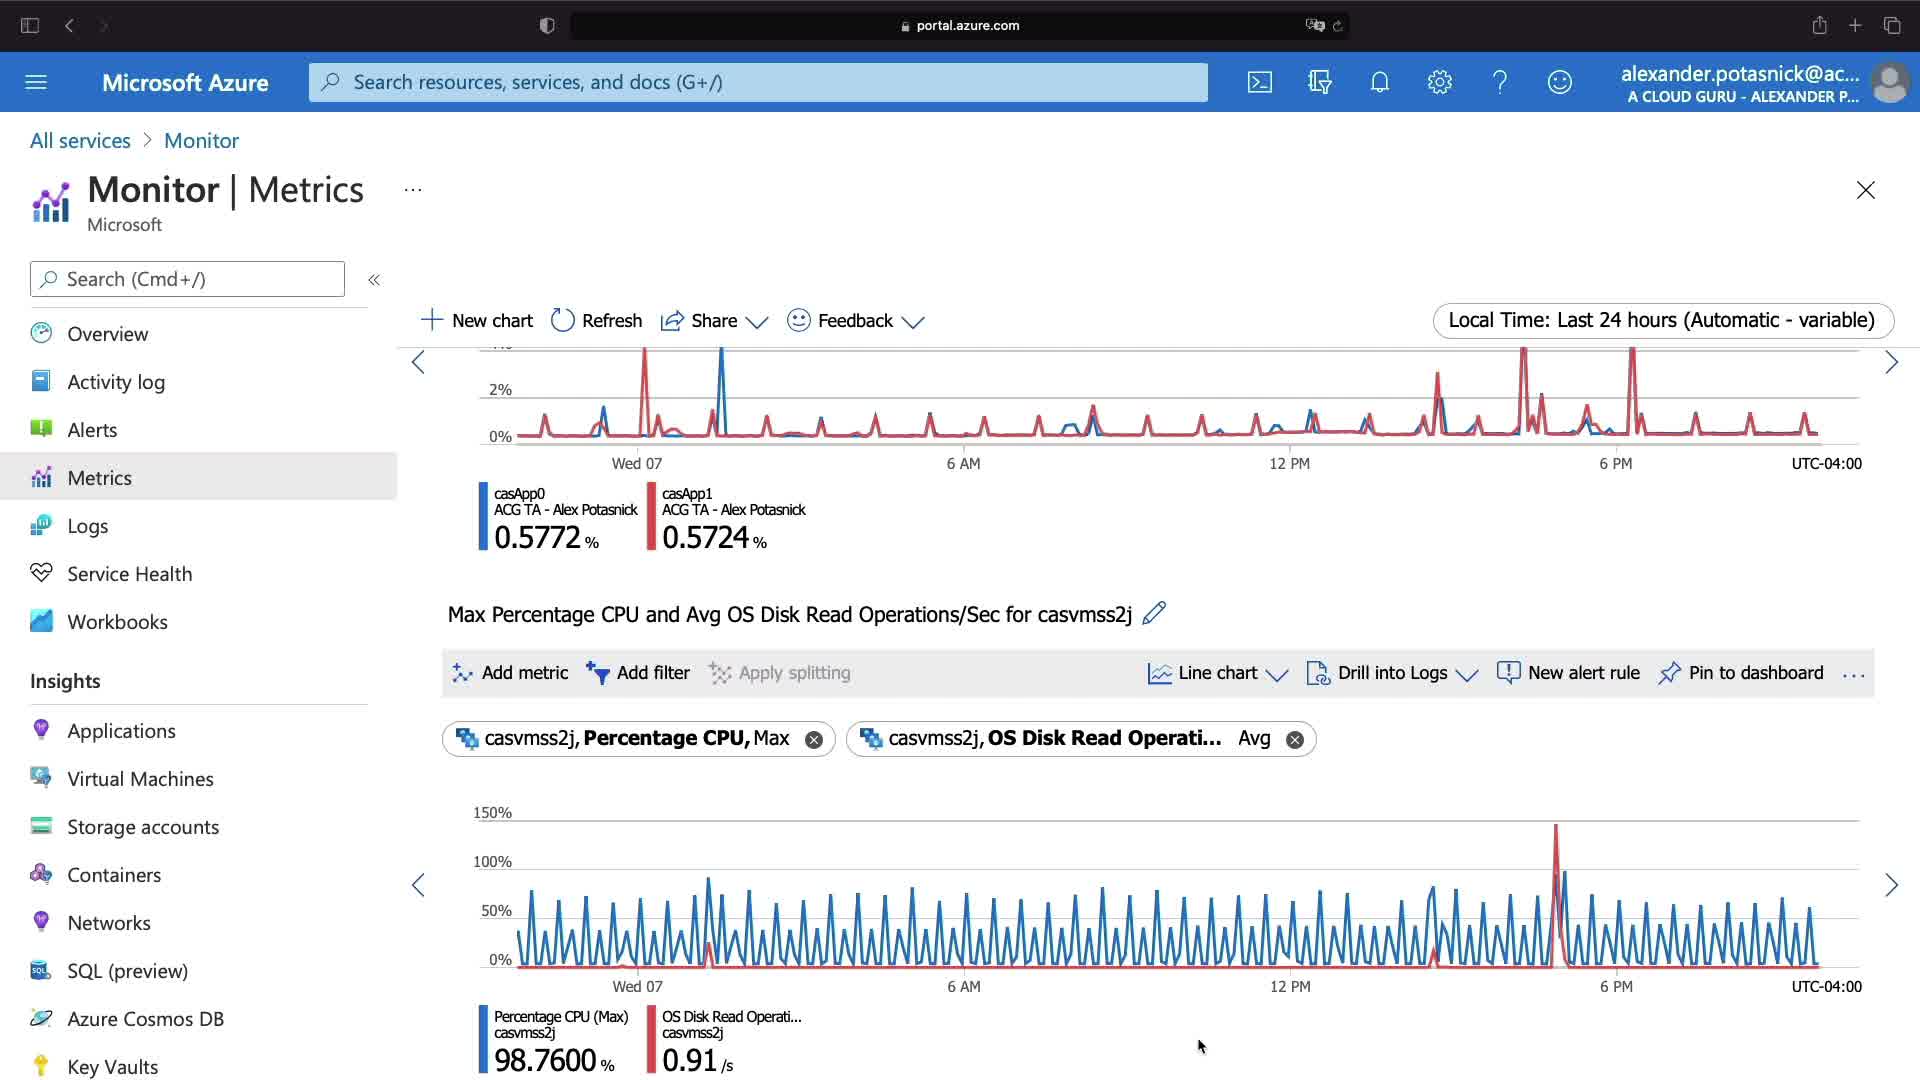 portal.azure.com
Microsoft Azure
Search resources, services, and docs (G+/)
alexander.potasnick@ac...
A CLOUD GURU - ALEXANDER P...
All services > Monitor
Monitor | Metrics ...
Microsoft
Search (Cmd+/)
«
Overview
Activity log
Alerts
Metrics
Logs
Service Health
Workbooks
Insights
Applications
Virtual Machines
Storage accounts
Containers
Networks
SQL (preview)
Azure Cosmos DB
Key Vaults
New chart Refresh Share Feedback
Local Time: Last 24 hours (Automatic - variable)
2%
0%
Wed 07 6 AM 12 PM 6 PM UTC-04:00
casApp0
ACG TA - Alex Potasnick
0.5772 %
casApp1
ACG TA - Alex Potasnick
0.5724 %
Max Percentage CPU and Avg OS Disk Read Operations/Sec for casvmss2j
Add metric Add filter Apply splitting Line chart Drill into Logs New alert rule Pin to dashboard ...
casvmss2j, Percentage CPU, Max
casvmss2j, OS Disk Read Operati... Avg
150%
100%
50%
0%
Wed 07 6 AM 12 PM 6 PM UTC-04:00
Percentage CPU (Max)
casvmss2j
98.7600 %
OS Disk Read Operati...
casvmss2j
0.91 /s